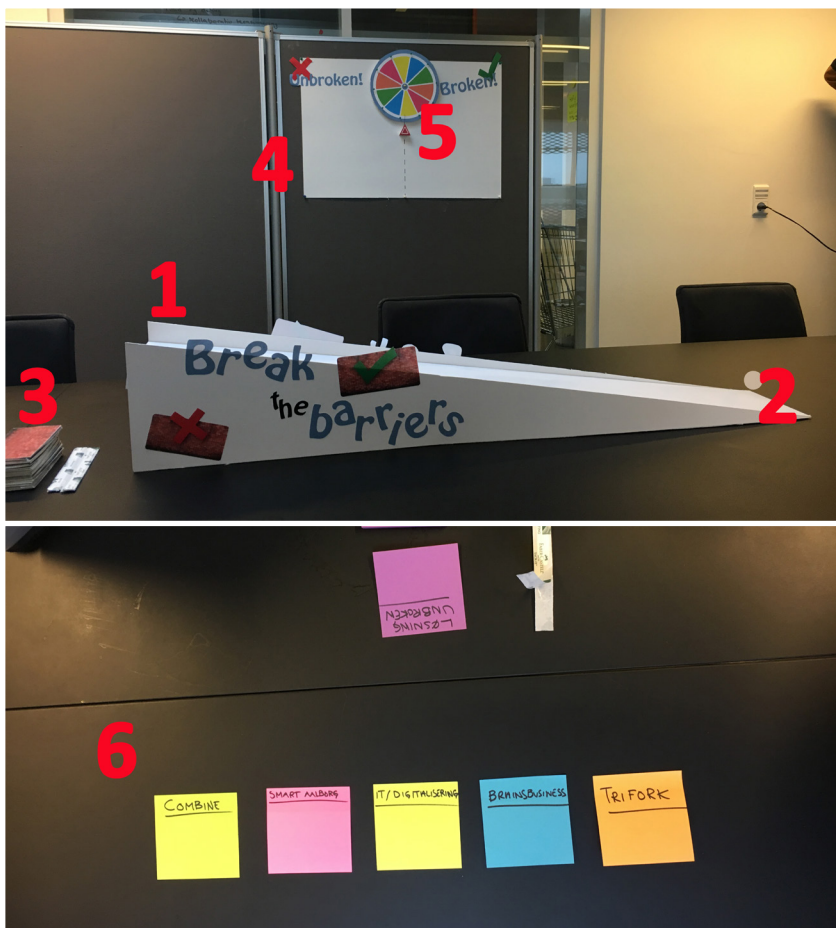 Unbroken!
Broken!
5
4
1
Break
the
barriers
3
2
LØSNING
UNBROKEN
6
COMBINE
SMART AALBORG
IT/DIGITALISERING
BRAINSBUSINESS
TRIFORK